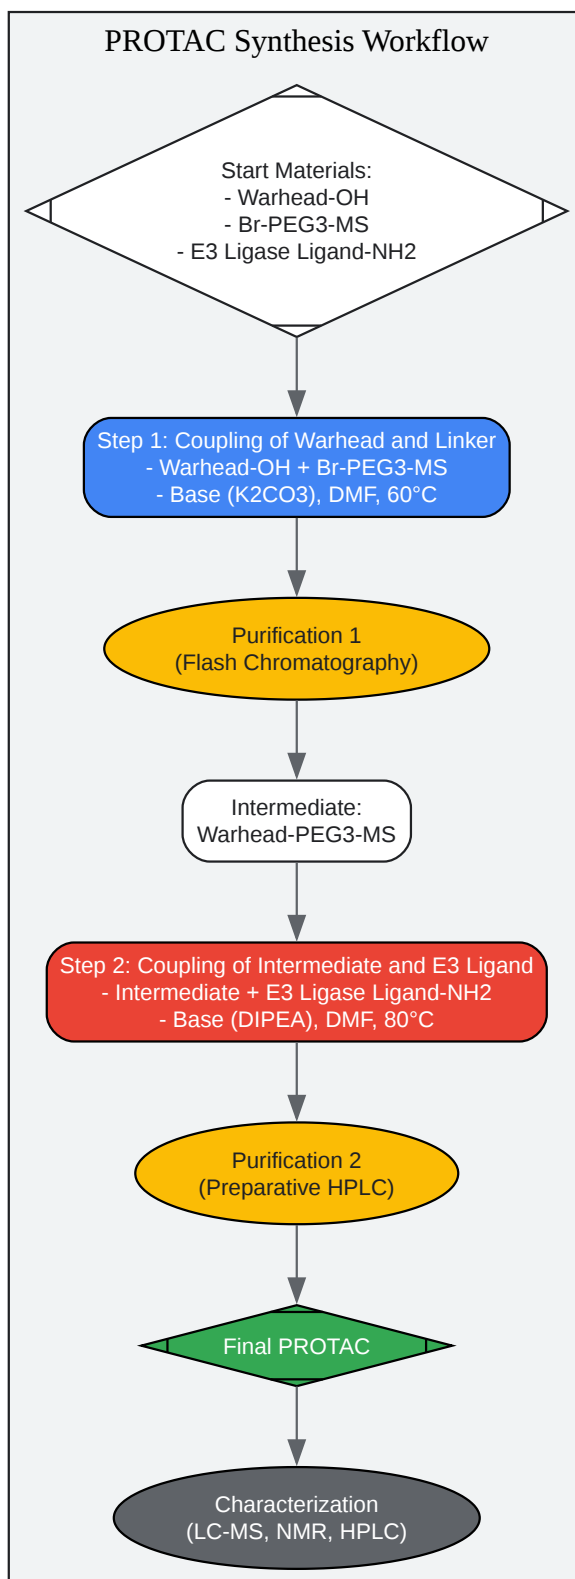 PROTAC Synthesis Workflow
Start Materials:
- Warhead-OH
- Br-PEG3-MS
- E3 Ligase Ligand-NH2
Step 1: Coupling of Warhead and Linker
- Warhead-OH + Br-PEG3-MS
- Base (K2CO3), DMF, 60°C
Purification 1
(Flash Chromatography)
Intermediate:
Warhead-PEG3-MS
Step 2: Coupling of Intermediate and E3 Ligand
- Intermediate + E3 Ligase Ligand-NH2
- Base (DIPEA), DMF, 80°C
Purification 2
(Preparative HPLC)
Final PROTAC
Characterization
(LC-MS, NMR, HPLC)